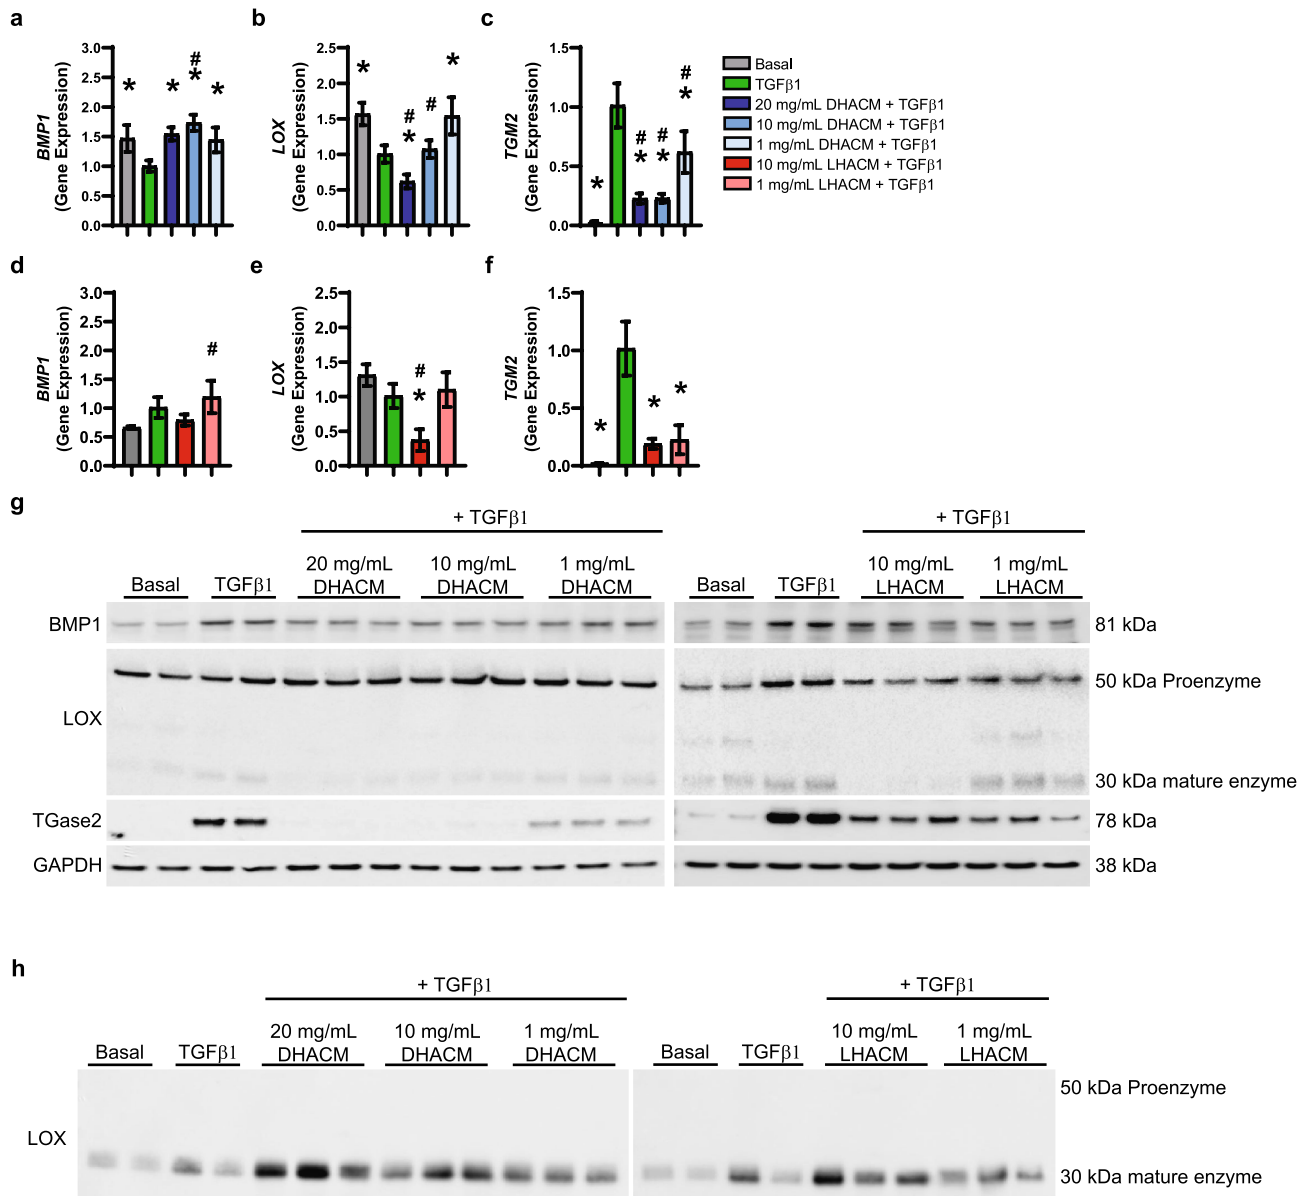 a
BMP1
(Gene Expression)
3.0
2.5
2.0
1.5
1.0
0.5
0.0
*
*
#
*
*
b
LOX
(Gene Expression)
2.5
2.0
1.5
1.0
0.5
0.0
*
#
*
#
*
c
TGM2
(Gene Expression)
1.5
1.0
0.5
0.0
*
#
*
#
*
#
*
Basal
TGFβ1
20 mg/mL DHACM + TGFβ1
10 mg/mL DHACM + TGFβ1
1 mg/mL DHACM + TGFβ1
10 mg/mL LHACM + TGFβ1
1 mg/mL LHACM + TGFβ1
d
BMP1
(Gene Expression)
3.0
2.5
2.0
1.5
1.0
0.5
0.0
#
e
LOX
(Gene Expression)
2.5
2.0
1.5
1.0
0.5
0.0
#
*
f
TGM2
(Gene Expression)
1.5
1.0
0.5
0.0
*
*
*
g
+ TGFβ1
+ TGFβ1
Basal
TGFβ1
20 mg/mL
DHACM
10 mg/mL
DHACM
1 mg/mL
DHACM
Basal
TGFβ1
10 mg/mL
LHACM
1 mg/mL
LHACM
BMP1
81 kDa
50 kDa Proenzyme
LOX
30 kDa mature enzyme
TGase2
78 kDa
GAPDH
38 kDa
h
+ TGFβ1
+ TGFβ1
Basal
TGFβ1
20 mg/mL
DHACM
10 mg/mL
DHACM
1 mg/mL
DHACM
Basal
TGFβ1
10 mg/mL
LHACM
1 mg/mL
LHACM
50 kDa Proenzyme
LOX
30 kDa mature enzyme